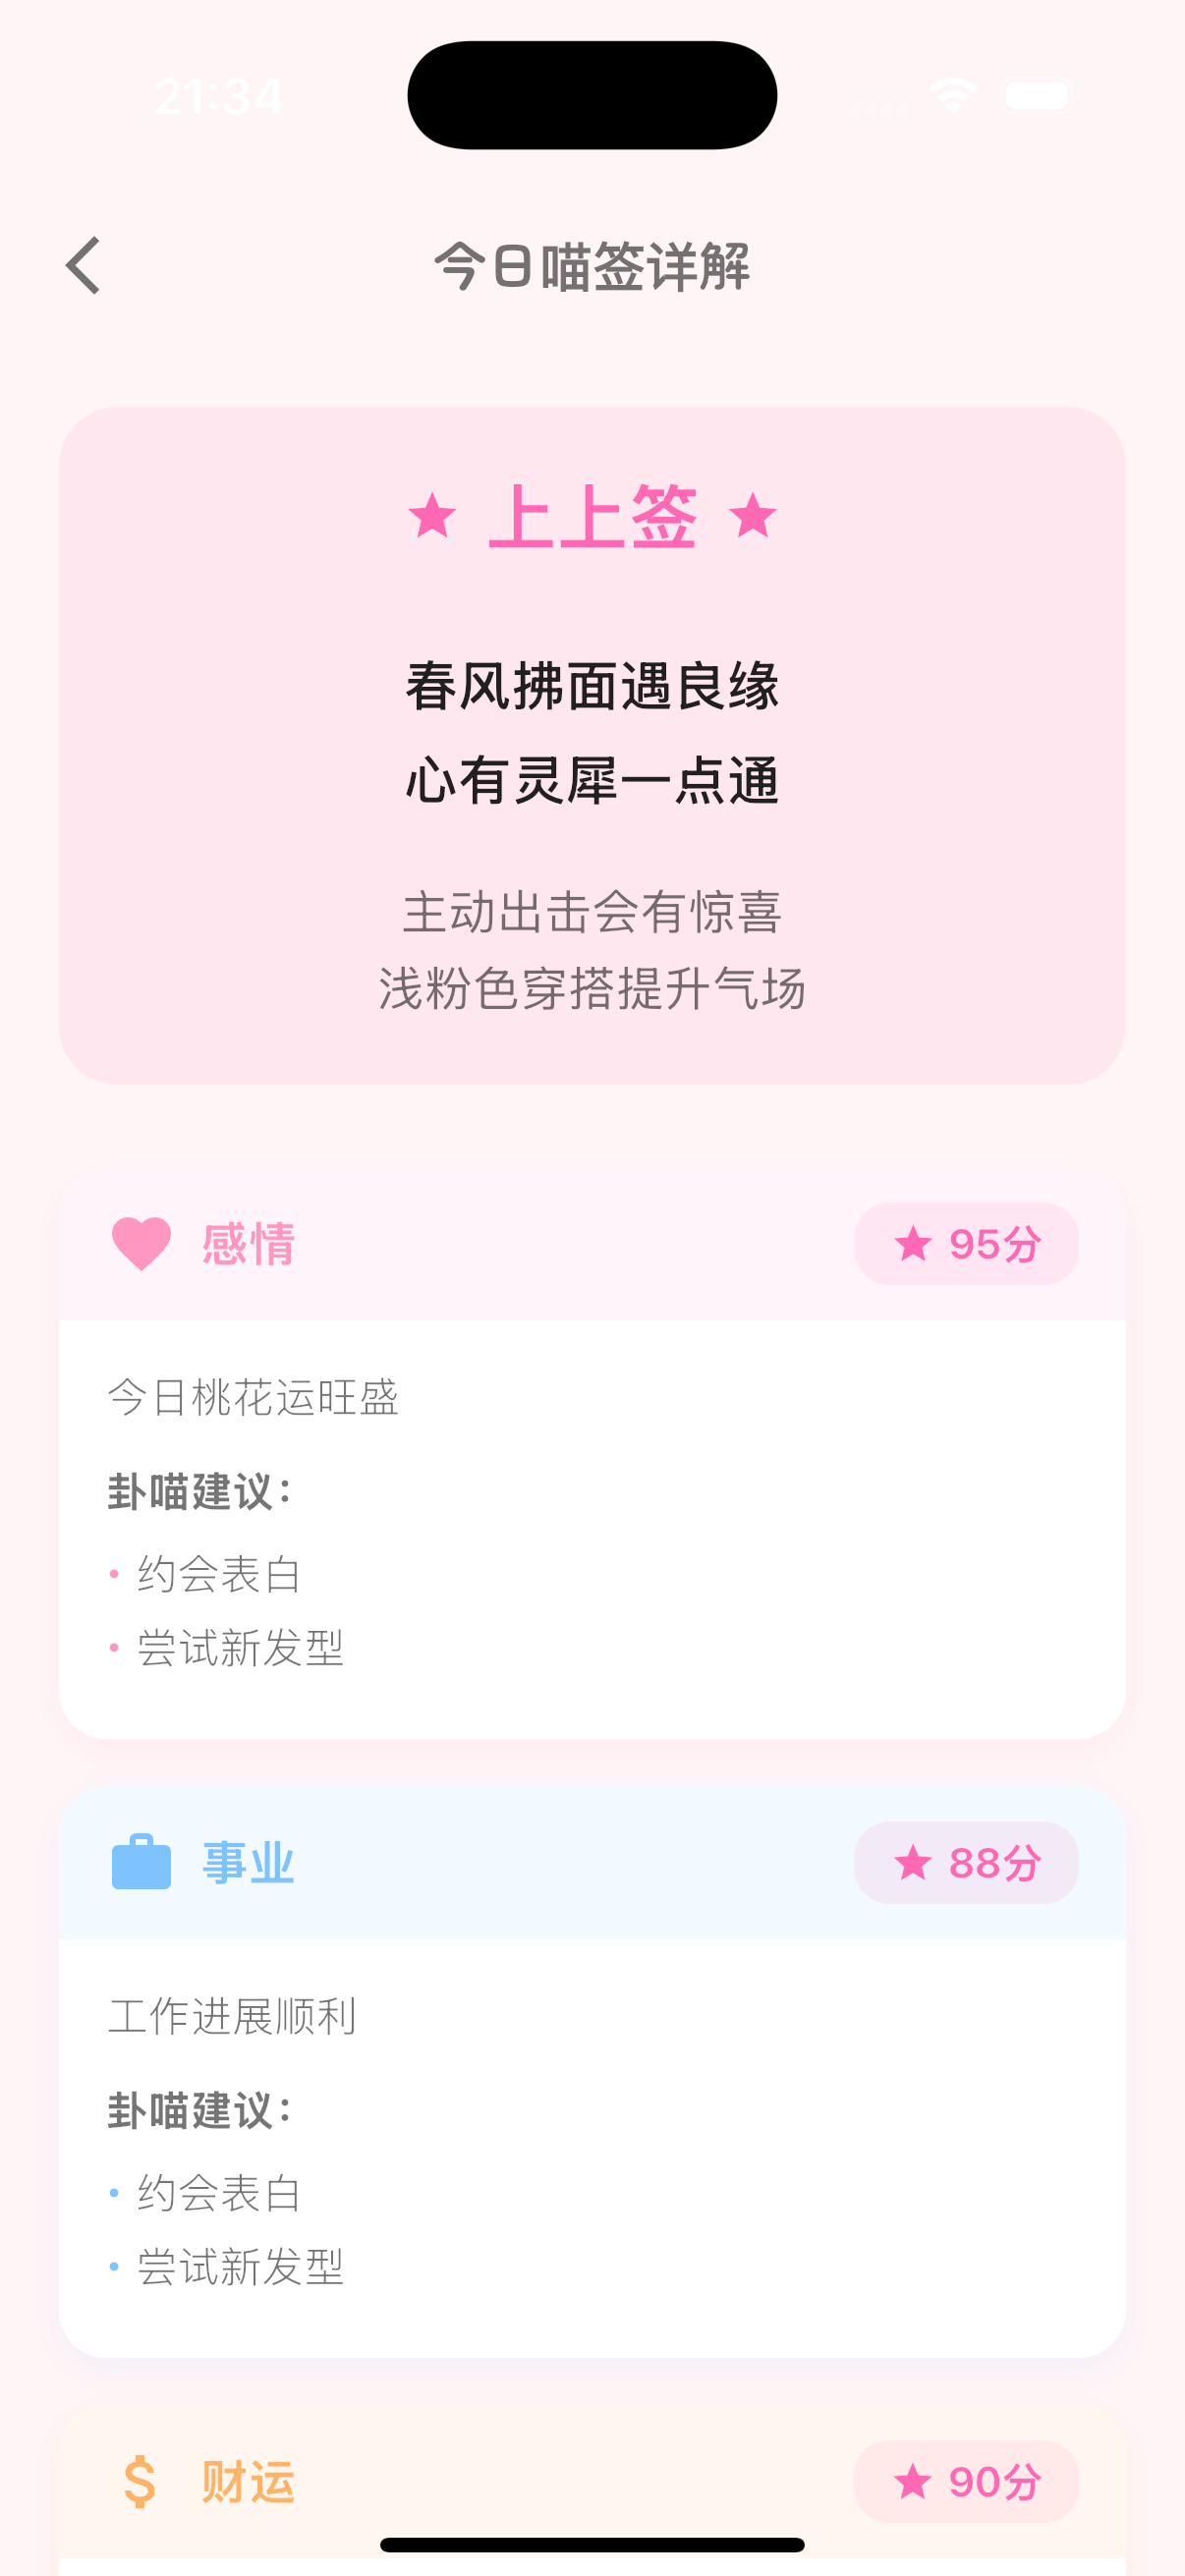 21:34
今日喵签详解
上上签
春风拂面遇良缘
心有灵犀一点通
主动出击会有惊喜
浅粉色穿搭提升气场
感情
95分
今日桃花运旺盛
卦喵建议：
• 约会表白
• 尝试新发型
事业
88分
工作进展顺利
卦喵建议：
• 约会表白
• 尝试新发型
财运
90分